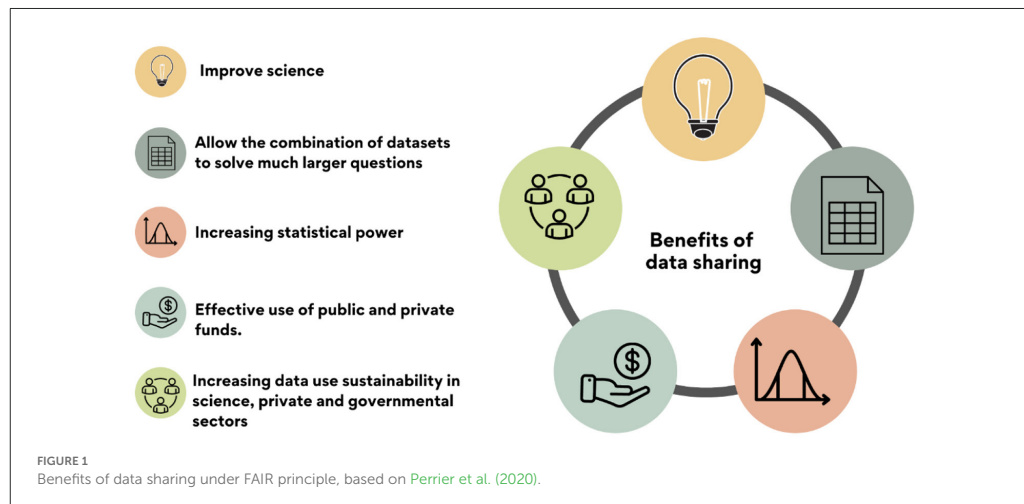 Improve science
Allow the combination of datasets
to solve much larger questions
Increasing statistical power
Effective use of public and private
funds.
Increasing data use sustainability in
science, private and governmental
sectors
Benefits of
data sharing
$
$
FIGURE 1
Benefits of data sharing under FAIR principle, based on Perrier et al. (2020).